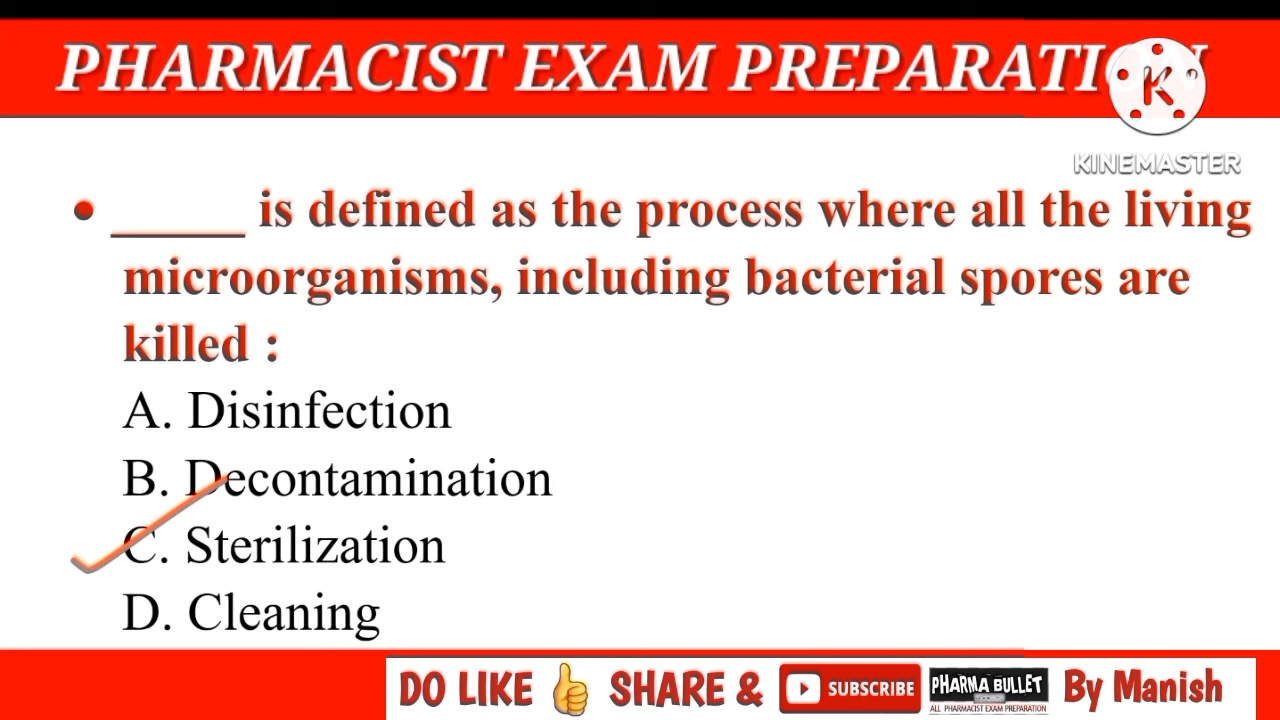 PHARMACIST EXAM PREPARATION
KINEMASTER
• _____ is defined as the process where all the living
microorganisms, including bacterial spores are
killed :
A. Disinfection
B. Decontamination
C. Sterilization
D. Cleaning
DO LIKE 👍 SHARE & SUBSCRIBE PHARMA BULLET By Manish
ALL PHARMACIST EXAM PREPARATION